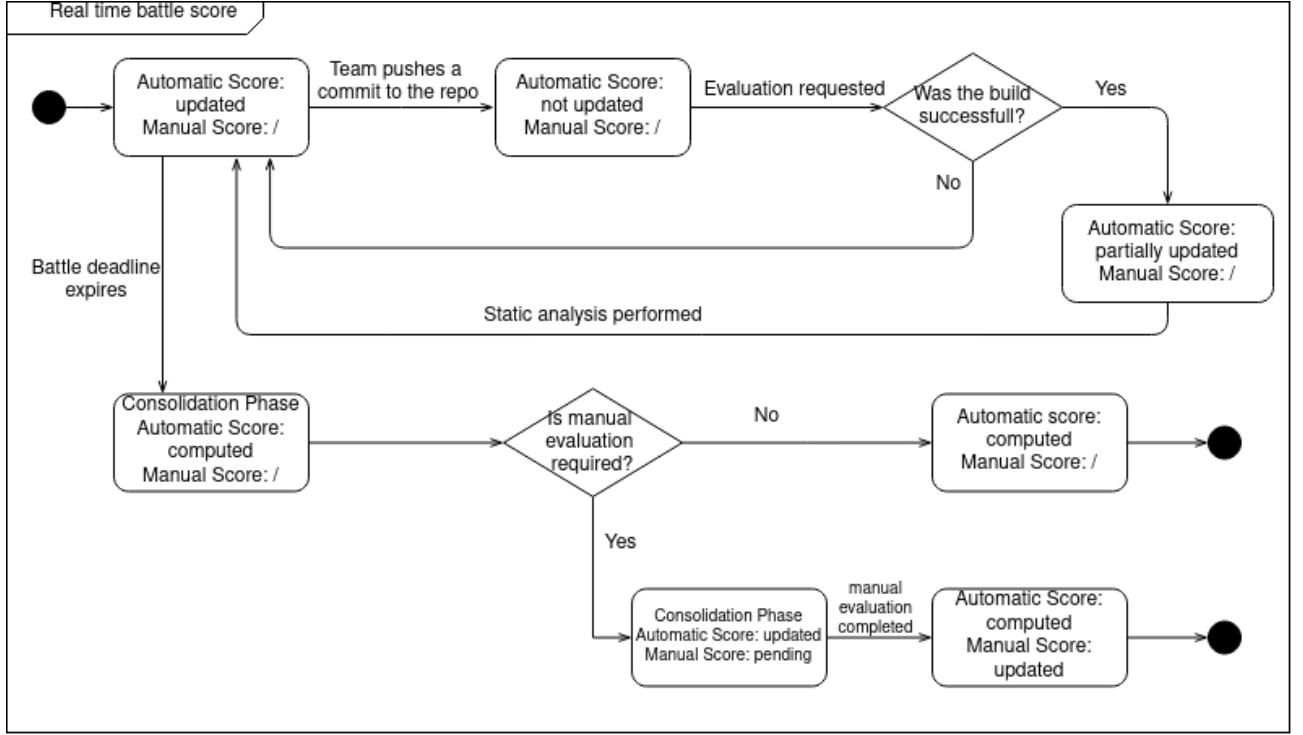 Real time battle score
Automatic Score:
updated
Manual Score: /
Team pushes a
commit to the repo
Automatic Score:
not updated
Manual Score: /
Evaluation requested
Was the build
successfull?
Yes
No
Automatic Score:
partially updated
Manual Score: /
Battle deadline
expires
Static analysis performed
Consolidation Phase
Automatic Score:
computed
Manual Score: /
Is manual
evaluation
required?
No
Automatic score:
computed
Manual Score: /
Yes
Consolidation Phase
Automatic Score: updated
Manual Score: pending
manual
evaluation
completed
Automatic Score:
computed
Manual Score:
updated